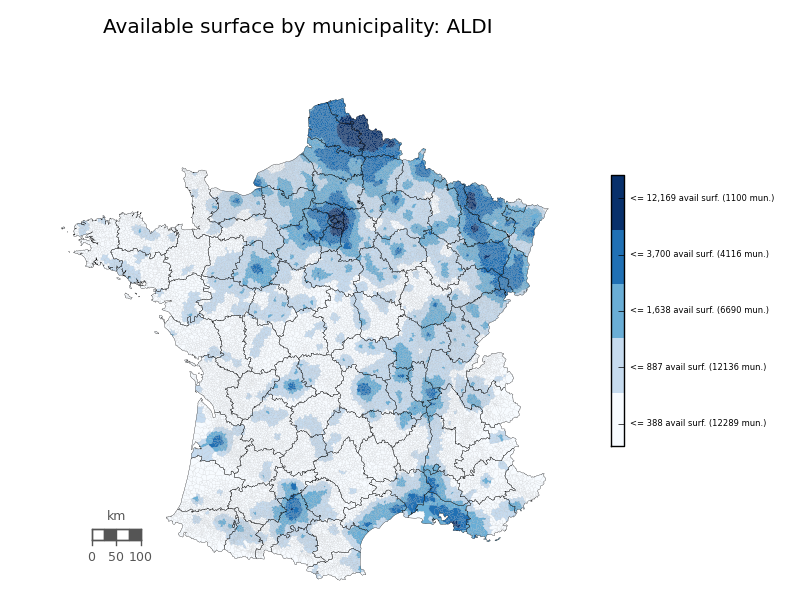 Available surface by municipality: ALDI
<= 12,169 avail surf. (1100 mun.)
<= 3,700 avail surf. (4116 mun.)
<= 1,638 avail surf. (6690 mun.)
<= 887 avail surf. (12136 mun.)
<= 388 avail surf. (12289 mun.)
km
0 50 100